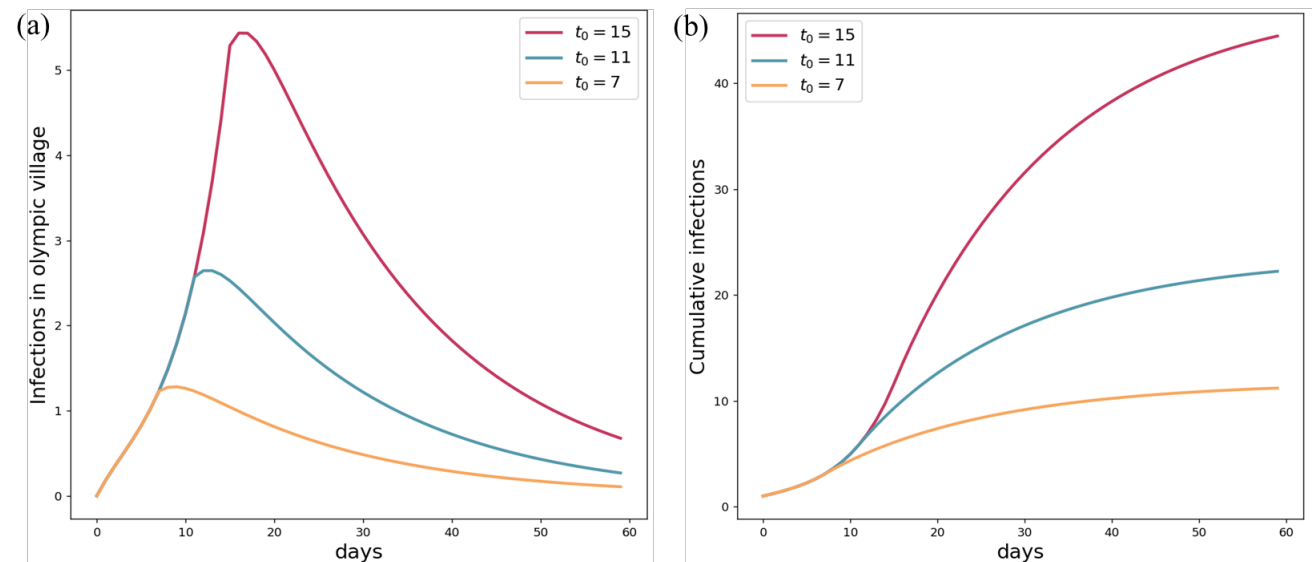 (a)
Infections in olympic village
5
4
3
2
1
0
0 10 20 30 40 50 60
days
t₀ = 15
t₀ = 11
t₀ = 7
(b)
Cumulative infections
40
30
20
10
0
0 10 20 30 40 50 60
days
t₀ = 15
t₀ = 11
t₀ = 7